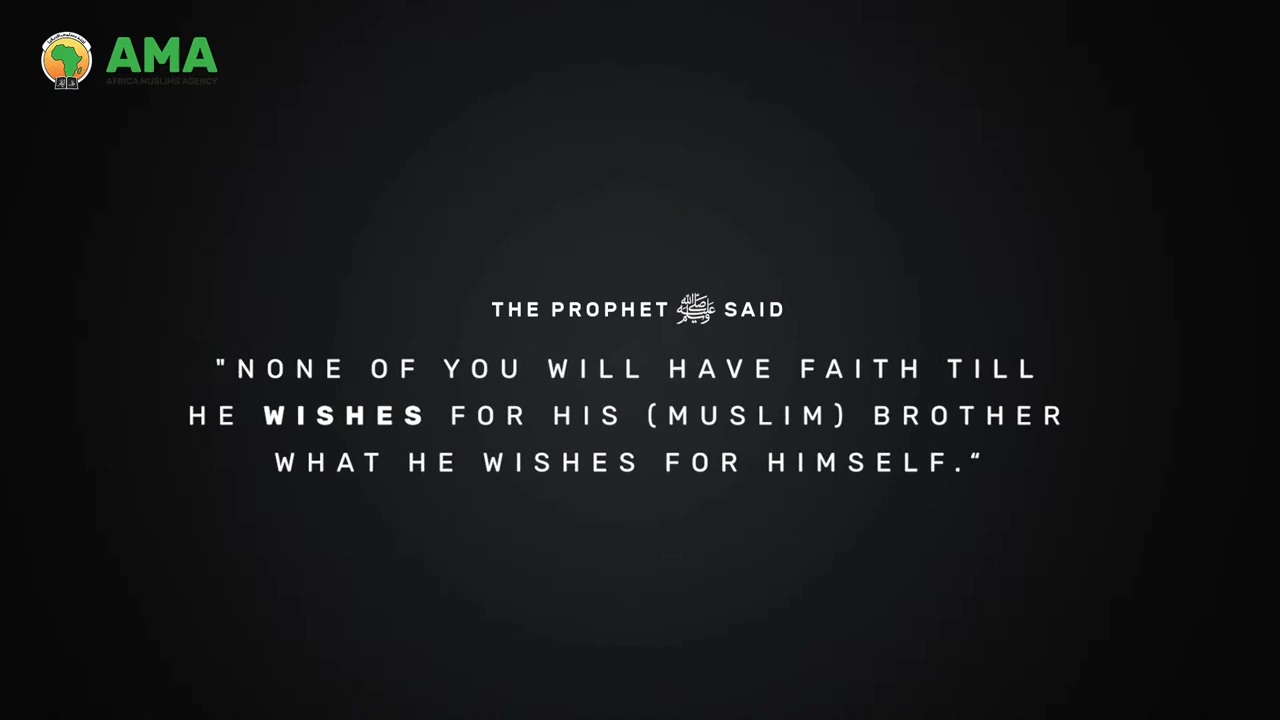 AMA
AFRICA MUSLIMS AGENCY
THE PROPHET ﷺ SAID
"NONE OF YOU WILL HAVE FAITH TILL
HE WISHES FOR HIS (MUSLIM) BROTHER
WHAT HE WISHES FOR HIMSELF.“